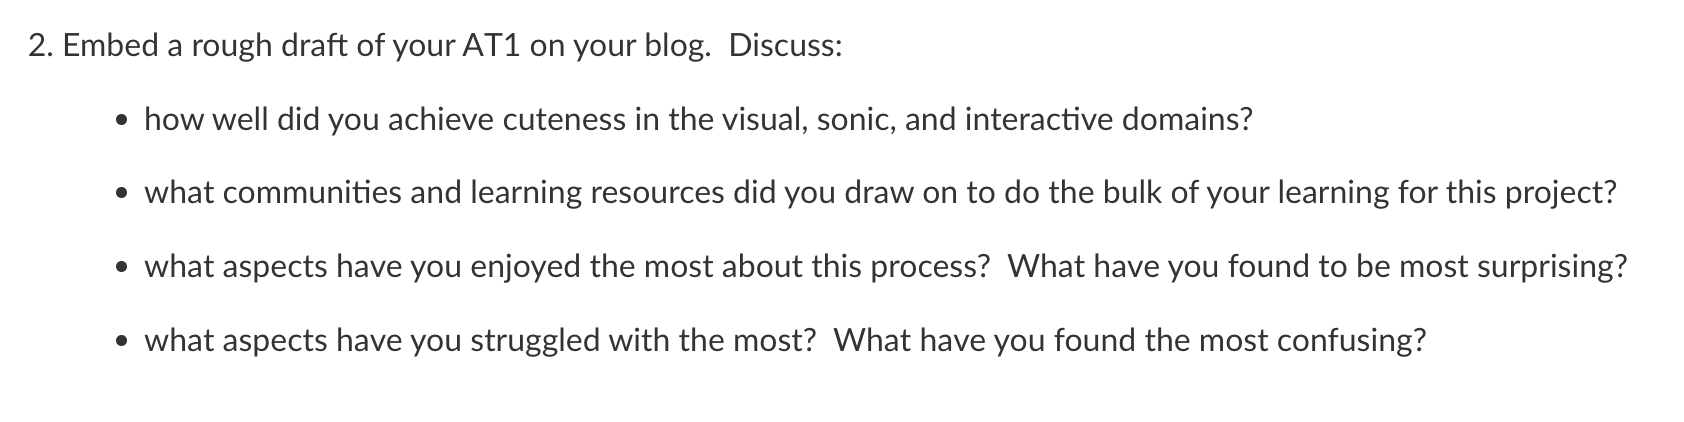 2. Embed a rough draft of your AT1 on your blog.  Discuss:
• how well did you achieve cuteness in the visual, sonic, and interactive domains?
• what communities and learning resources did you draw on to do the bulk of your learning for this project?
• what aspects have you enjoyed the most about this process?  What have you found to be most surprising?
• what aspects have you struggled with the most?  What have you found the most confusing?